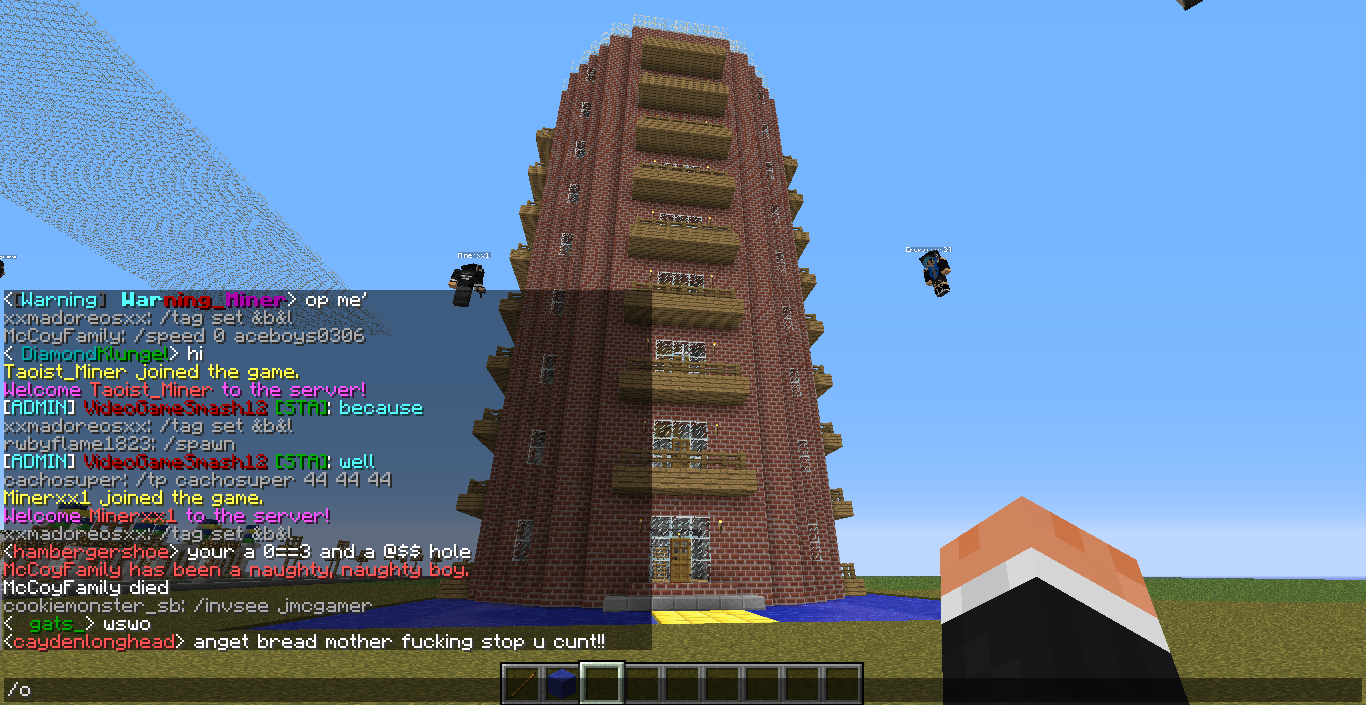 Minerxx1
<[Warning] Warning_Miner> op me'
xxmadoreosxx: /tag set &b&l
McCoyFamily: /speed 0 aceboys0306
< DiamondKlungel> hi
Taoist_Miner joined the game.
Welcome Taoist_Miner to the server!
[ADMIN] VideoGameSmash12 [STA]: because
xxmadoreosxx: /tag set &b&l
rubyflame1823: /spawn
[ADMIN] VideoGameSmash12 [STA]: well
cachosuper: /tp cachosuper 44 44 44
Minerxx1 joined the game.
Welcome Minerxx1 to the server!
xxmadoreosxx: /tag set &b&l
<hambergershoe> your a 0==3 and a @$$ hole
McCoyFamily has been a naughty, naughty boy.
McCoyFamily died
cookiemonster_sb: /invsee jmcgamer
< _gats_> wswo
<caydenlonghead> anget bread mother fucking stop u cunt!!
/o